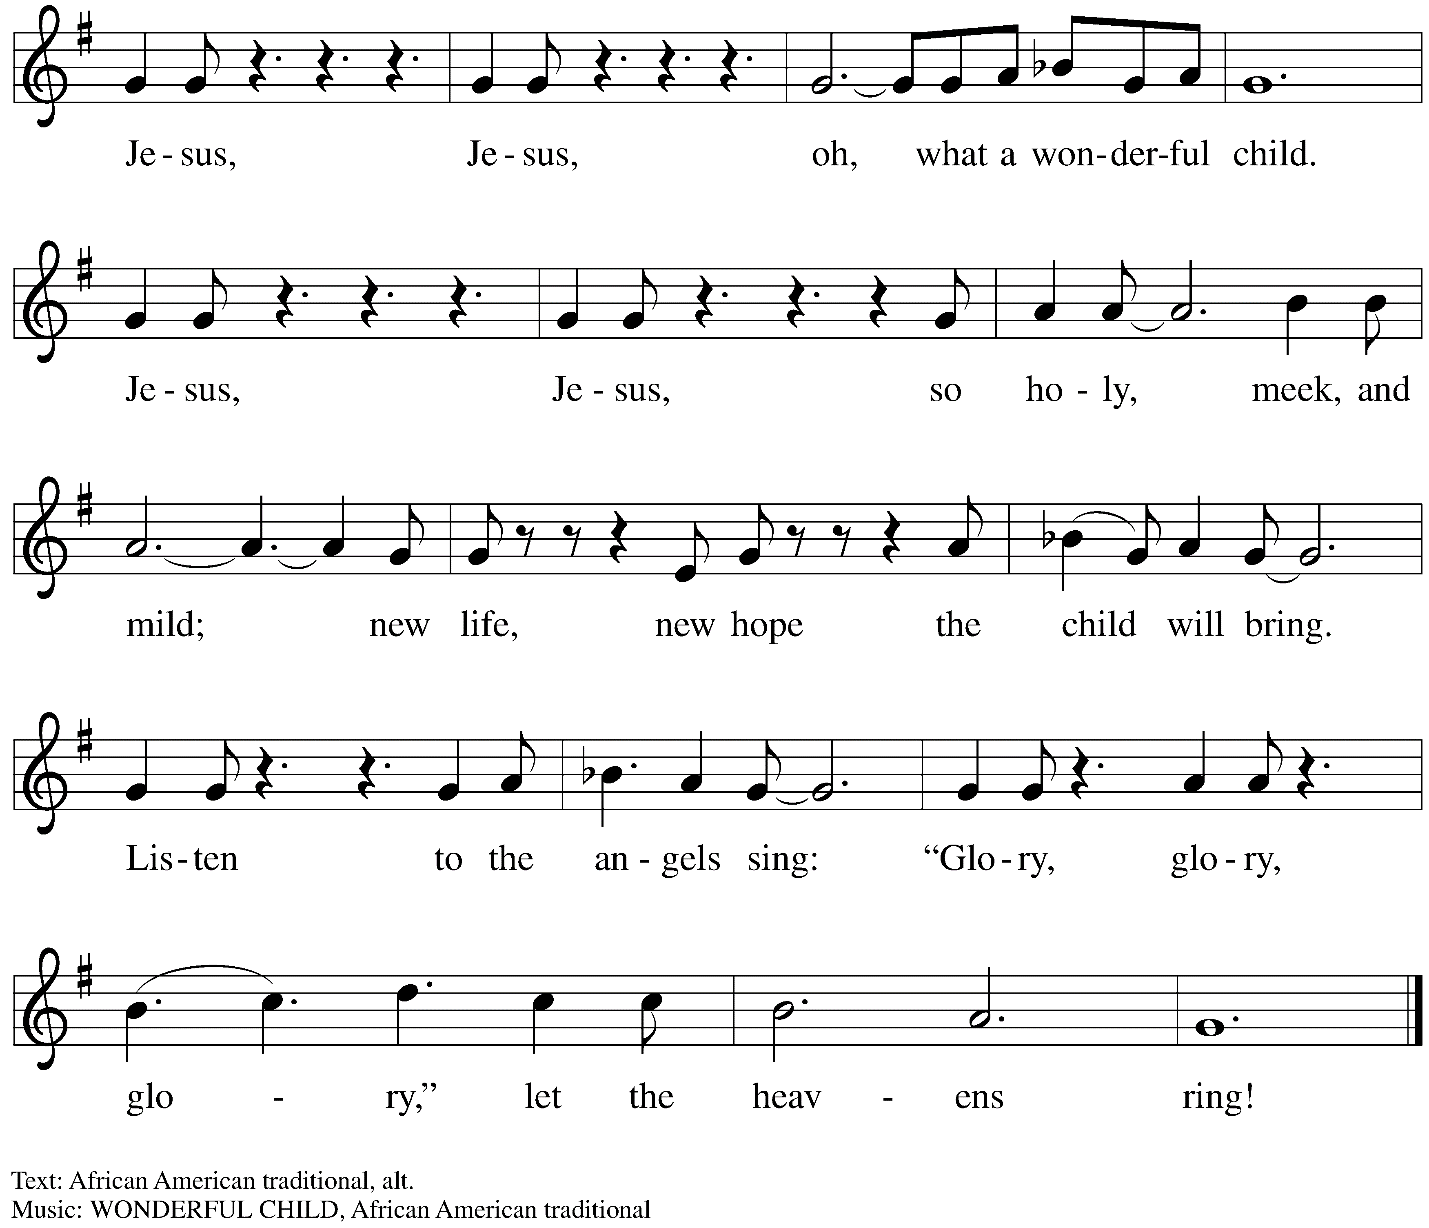 Je - sus, Je - sus, oh, what a won - der - ful child.
Je - sus, Je - sus, so ho - ly, meek, and
mild; new life, new hope the child will bring.
Lis - ten to the an - gels sing: “Glo - ry, glo - ry,
glo - ry,” let the heav - ens ring!
Text: African American traditional, alt.
Music: WONDERFUL CHILD, African American traditional